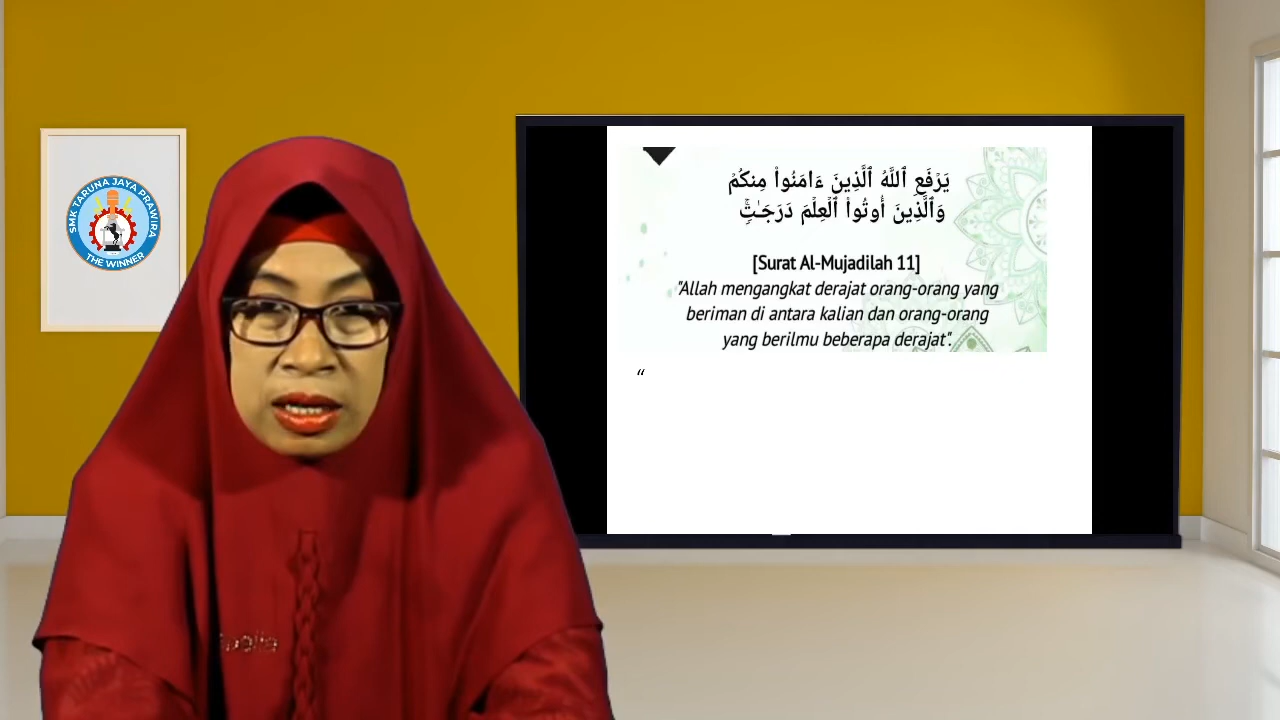 SMK TARUNA JAYA PRAWIRA
THE WINNER
يَرْفَعِ ٱللَّهُ ٱلَّذِينَ ءَامَنُوا۟ مِنكُمْ
وَٱلَّذِينَ أُوتُوا۟ ٱلْعِلْمَ دَرَجَـٰتٍۢ ۚ
[Surat Al-Mujadilah 11]
"Allah mengangkat derajat orang-orang yang
beriman di antara kalian dan orang-orang
yang berilmu beberapa derajat".
“